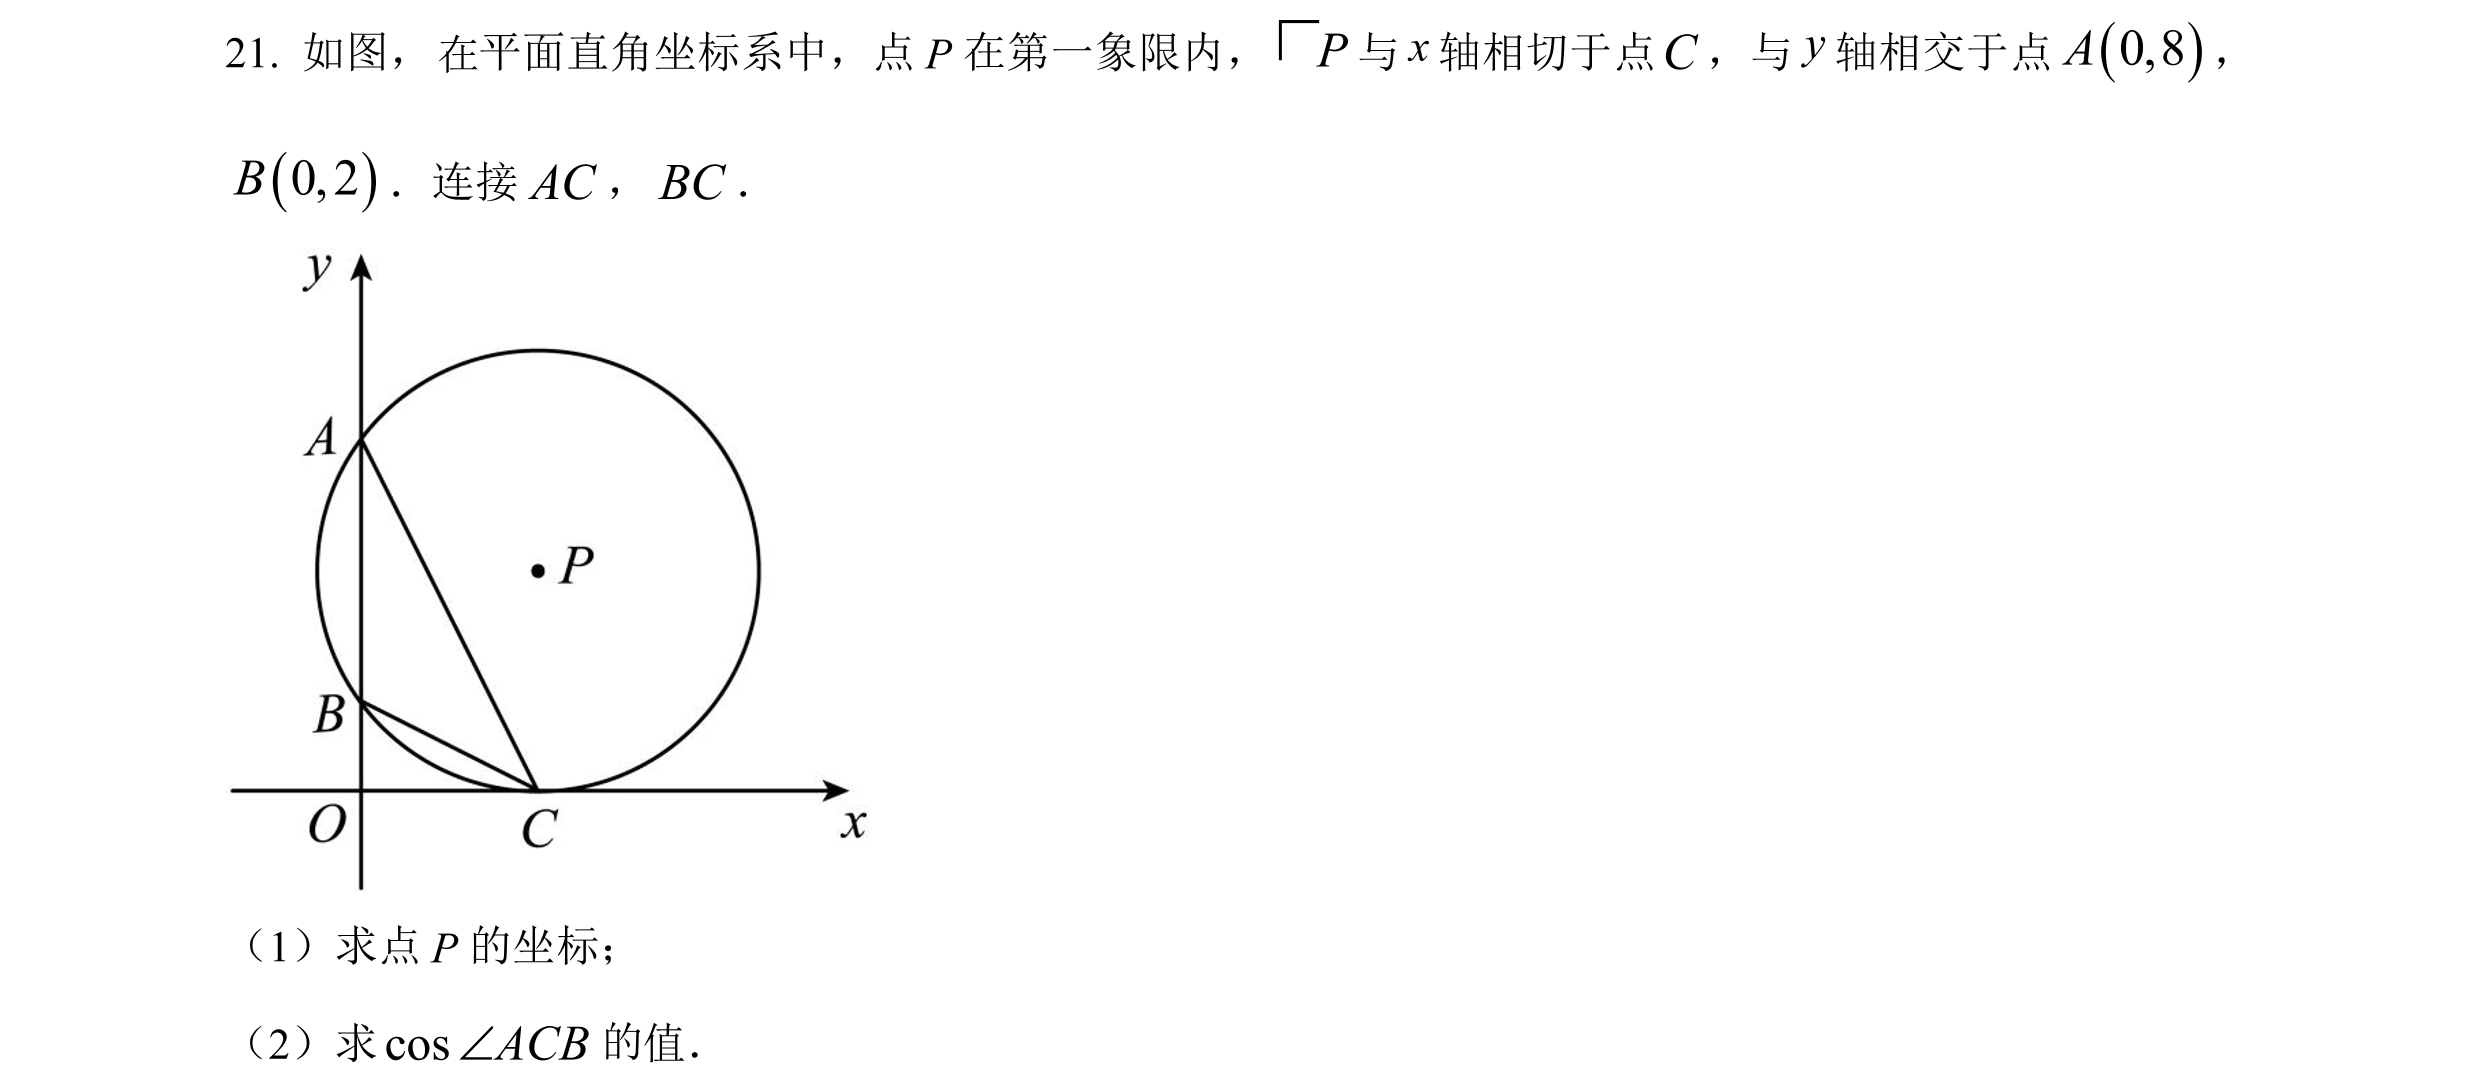 21. 如图，在平面直角坐标系中，点 P 在第一象限内，P 与 x 轴相切于点 C，与 y 轴相交于点 A(0,8)，
B(0,2)．连接 AC，BC．
y
A
P
B
O
C
x
（1）求点 P 的坐标；
（2）求 cos∠ACB 的值．